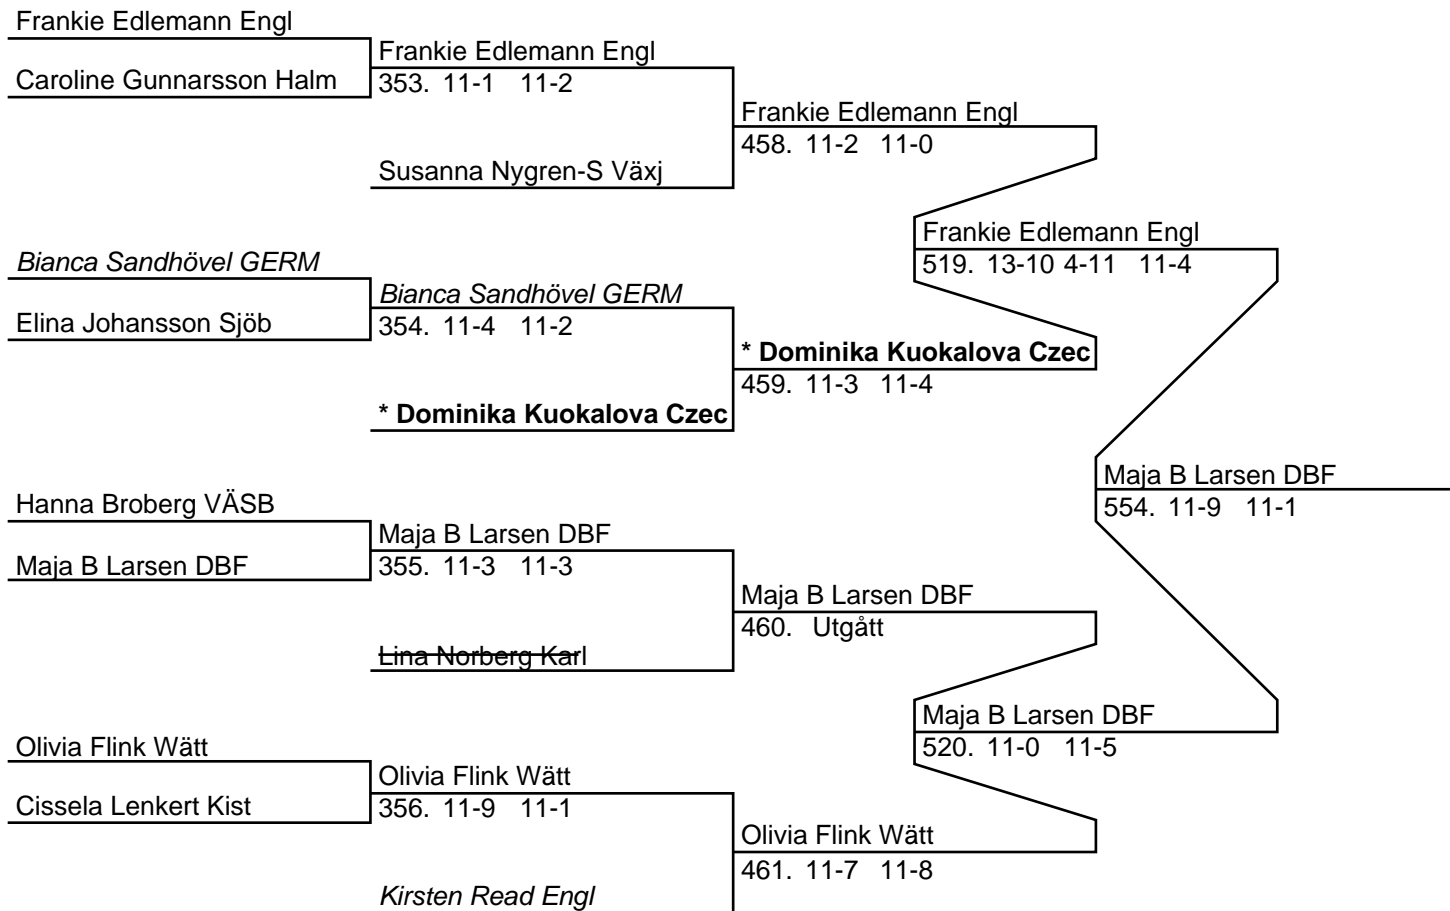 Frankie Edlemann Engl
Caroline Gunnarsson Halm
Frankie Edlemann Engl
353. 11-1 11-2
Susanna Nygren-S Växj
Frankie Edlemann Engl
458. 11-2 11-0
Bianca Sandhövel GERM
Elina Johansson Sjöb
Bianca Sandhövel GERM
354. 11-4 11-2
* Dominika Kuokalova Czec
* Dominika Kuokalova Czec
459. 11-3 11-4
Frankie Edlemann Engl
519. 13-10 4-11 11-4
Hanna Broberg VÄSB
Maja B Larsen DBF
Maja B Larsen DBF
355. 11-3 11-3
Lina Norberg Karl
Maja B Larsen DBF
460. Utgått
Olivia Flink Wätt
Cissela Lenkert Kist
Olivia Flink Wätt
356. 11-9 11-1
Kirsten Read Engl
Olivia Flink Wätt
461. 11-7 11-8
Maja B Larsen DBF
520. 11-0 11-5
Maja B Larsen DBF
554. 11-9 11-1